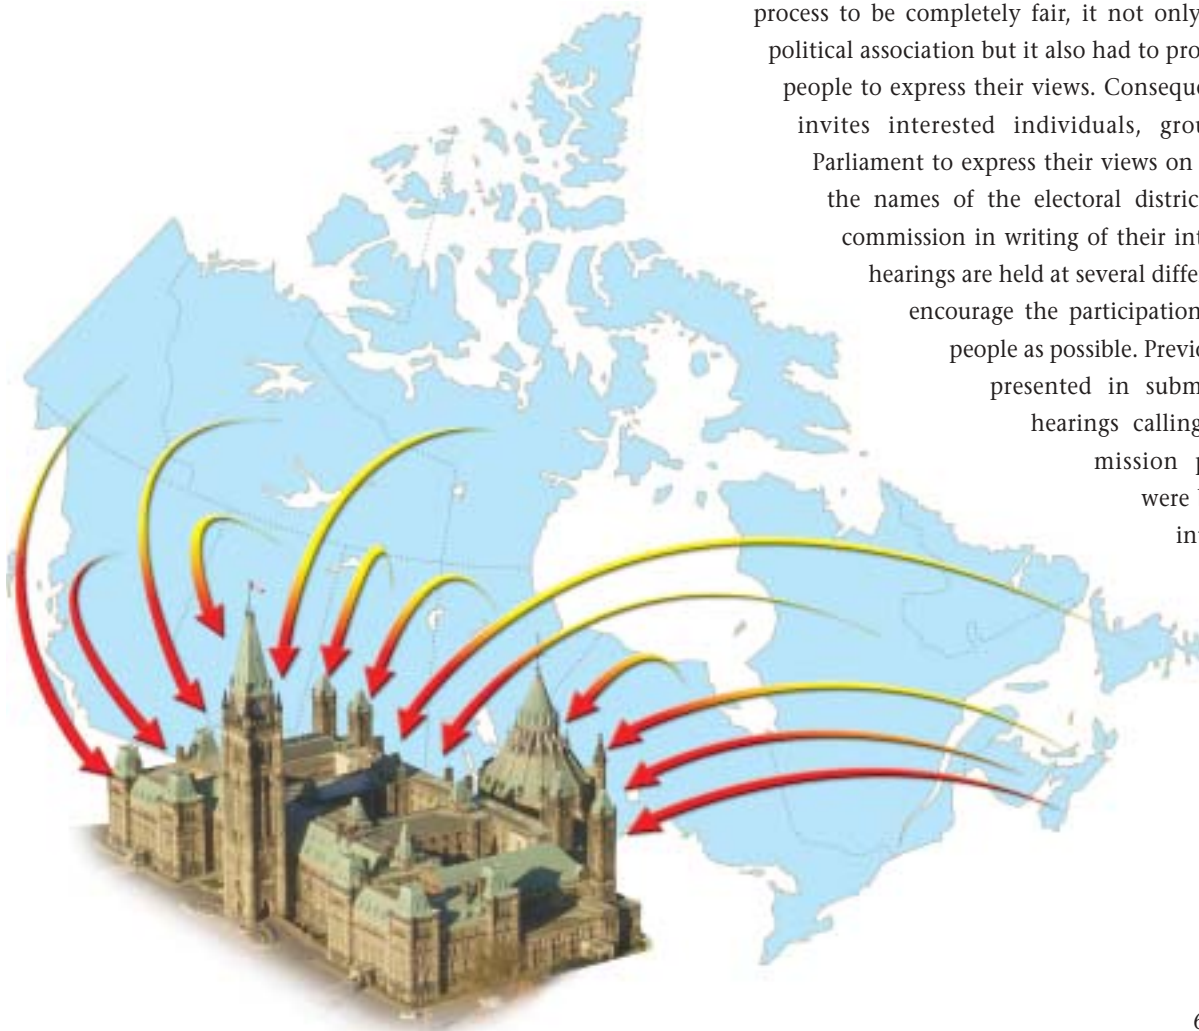 process to be completely fair, it not only
political association but it also had to pro
people to express their views. Conseque
invites interested individuals, grou
Parliament to express their views on
the names of the electoral distric
commission in writing of their int
hearings are held at several diffe
encourage the participation
people as possible. Previo
presented in subm
hearings calling
mission p
were
int
6